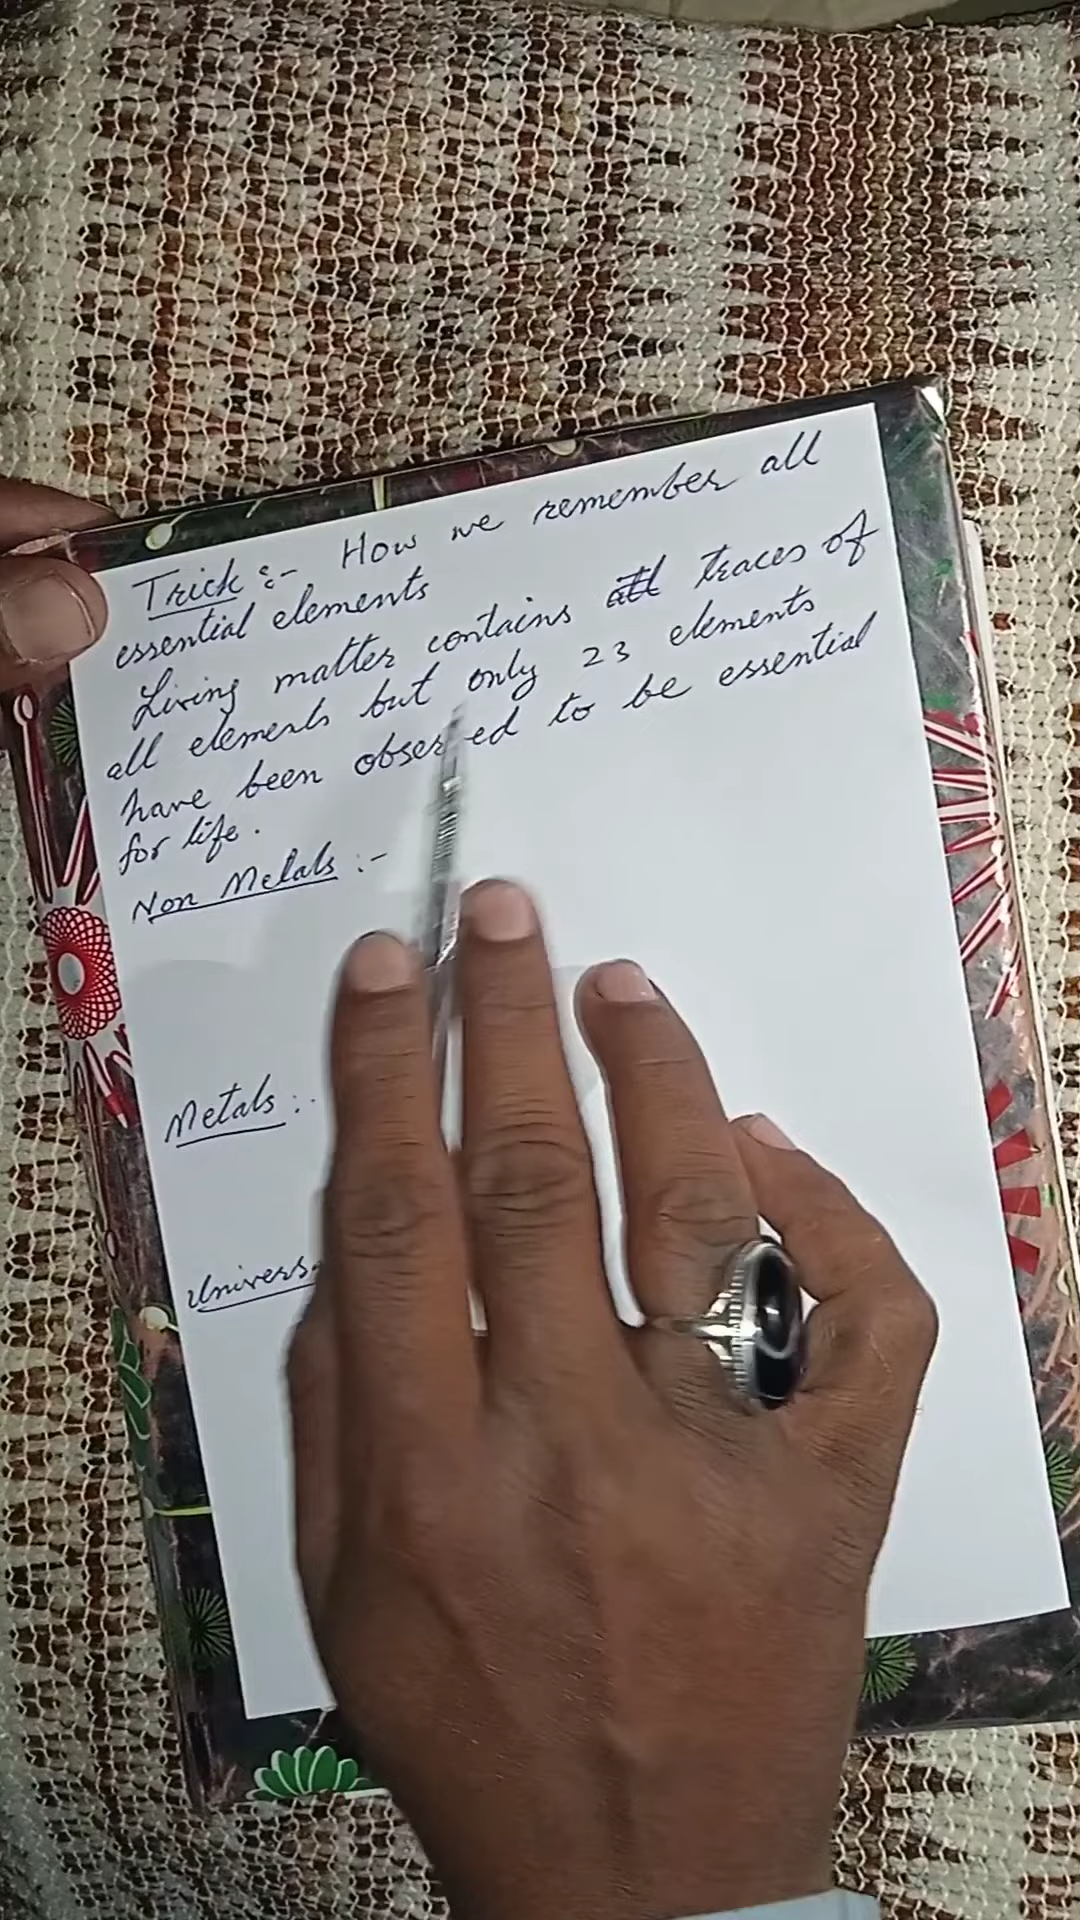 Trick :- How we remember all
essential elements
Living matter contains all traces of
all elements but only 23 elements
have been observed to be essential
for life.
Non Metals :-
Metals :-